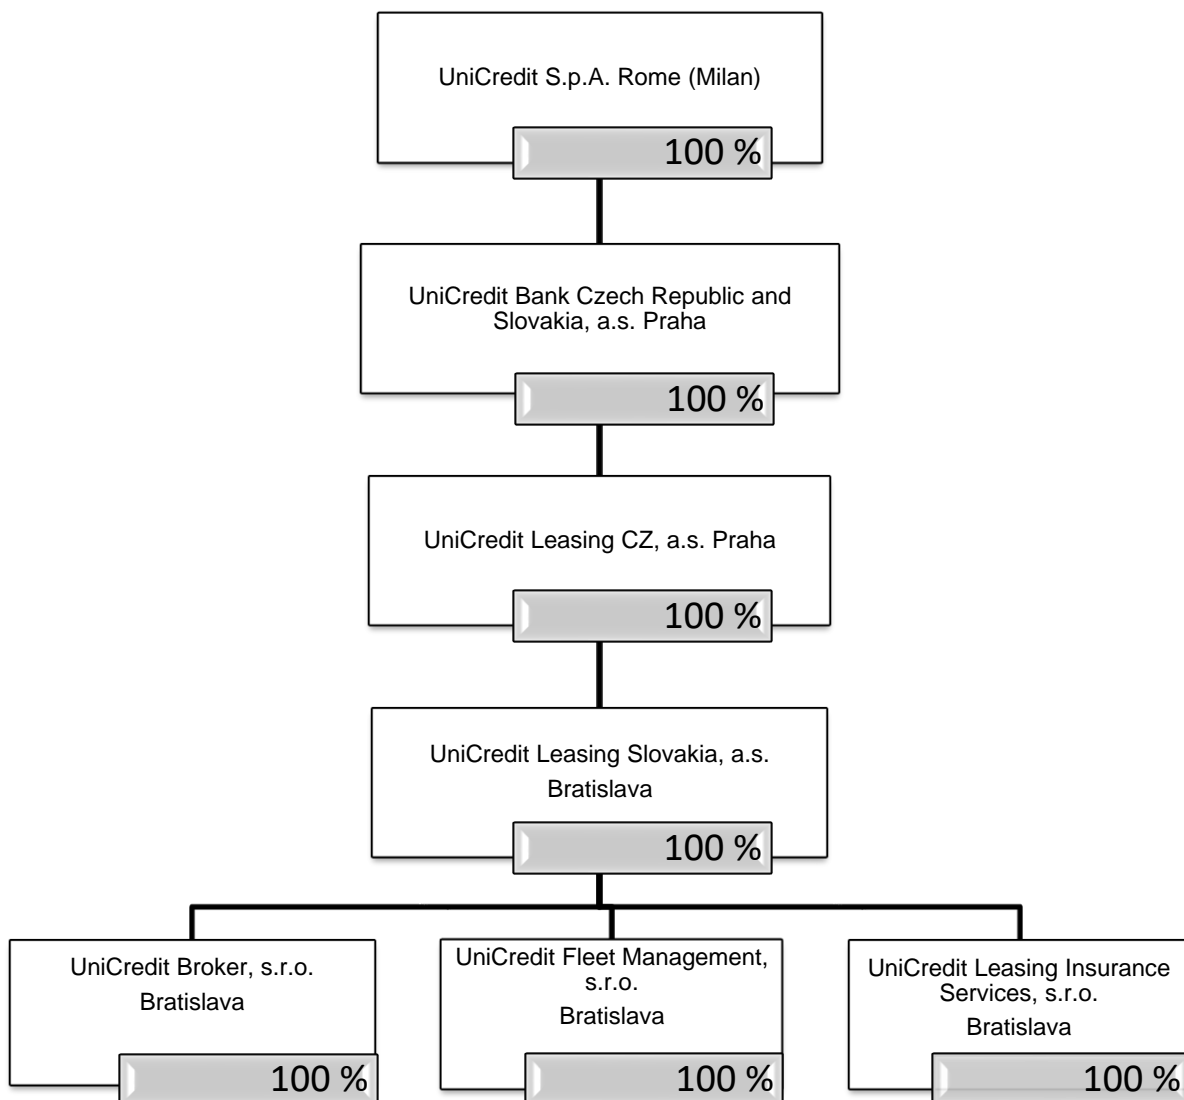 UniCredit S.p.A. Rome (Milan)
100 %
UniCredit Bank Czech Republic and
Slovakia, a.s. Praha
100 %
UniCredit Leasing CZ, a.s. Praha
100 %
UniCredit Leasing Slovakia, a.s.
Bratislava
100 %
UniCredit Broker, s.r.o.
Bratislava
100 %
UniCredit Fleet Management,
s.r.o.
Bratislava
100 %
UniCredit Leasing Insurance
Services, s.r.o.
Bratislava
100 %